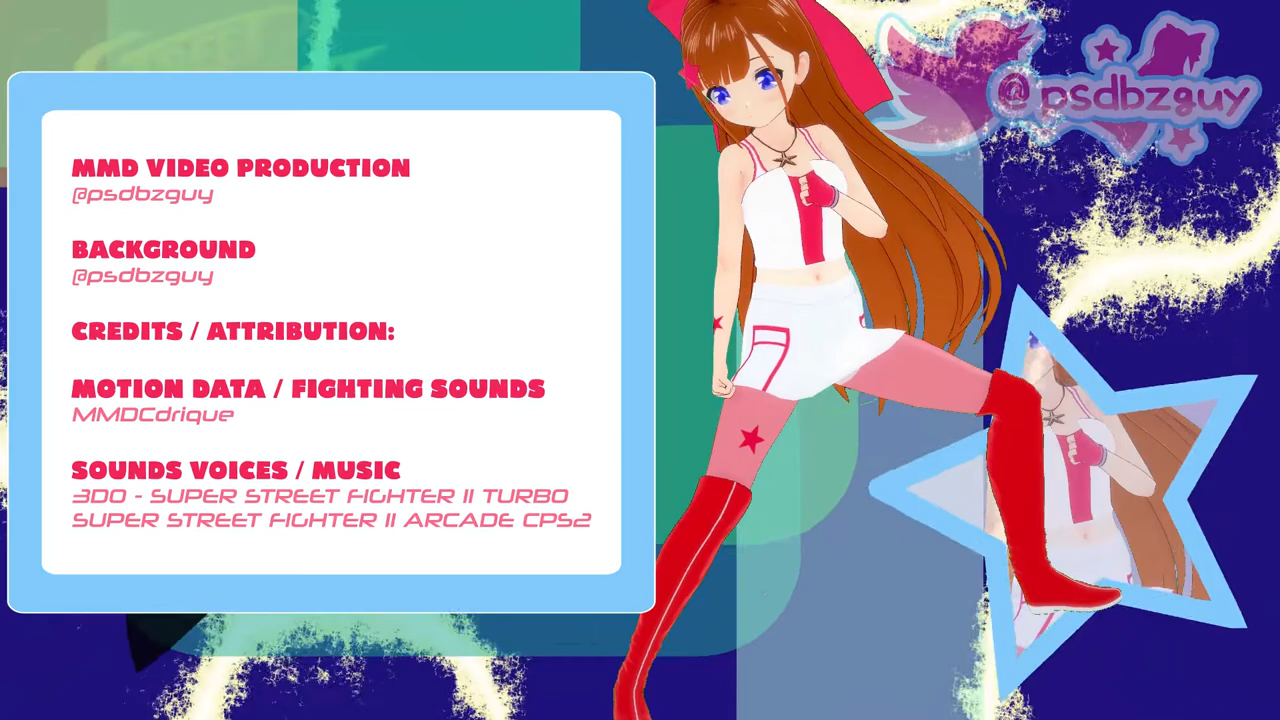 MMD VIDEO PRODUCTION
@psdbzguy
BACKGROUND
@psdbzguy
CREDITS / ATTRIBUTION:
MOTION DATA / FIGHTING SOUNDS
MMDCdrique
SOUNDS VOICES / MUSIC
3DO - SUPER STREET FIGHTER II TURBO
SUPER STREET FIGHTER II ARCADE CPS2
@psdbzguy